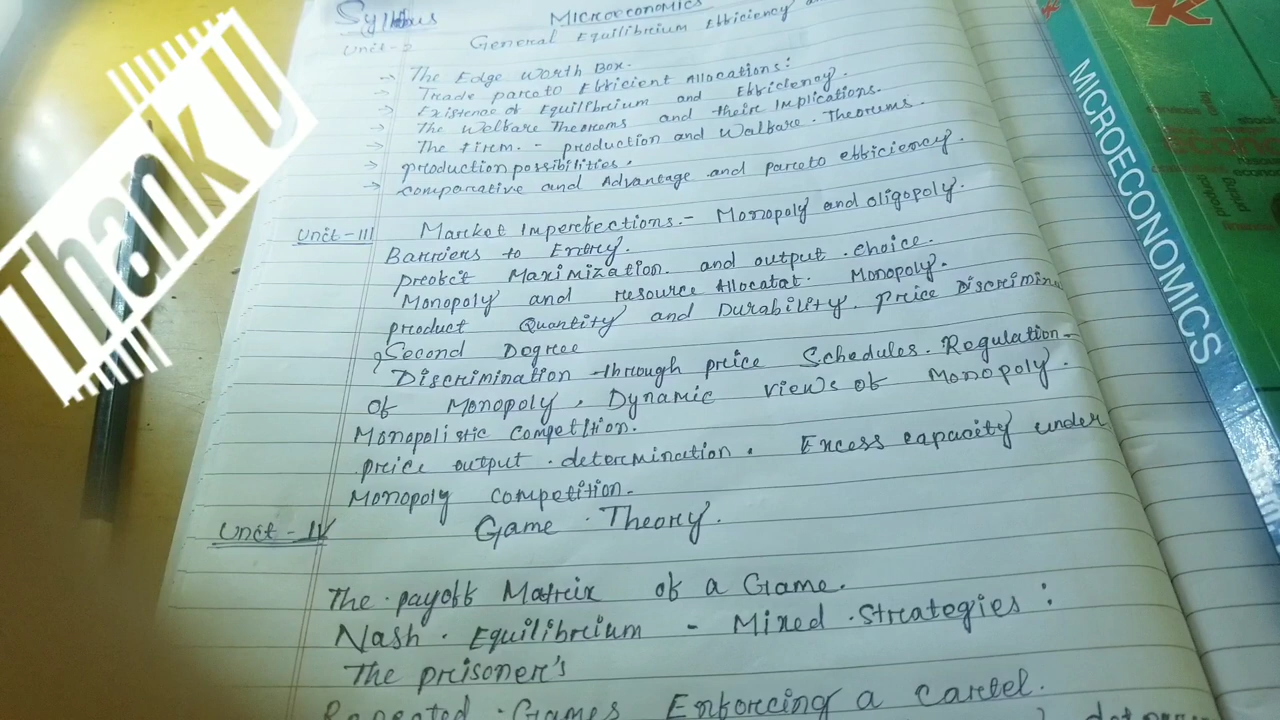 Syllabus
Microeconomics
Unit-2 General Equilibrium Efficiency
→ The Edge Worth Box.
→ Trade pareto Efficient Allocations:
→ Existence of Equilibrium and Efficiency.
→ The Welfare Theorems and their Implications.
→ The firm. - production and Walfare. Theorums.
→ production possibilities.
→ comparative and Advantage and pareto efficiency.
Unit-III Market Imperfections. - Monopoly and oligopoly.
Barriers to Entry.
profit Maximization. and output choice.
Monopoly and resource Allocatat. Monopoly.
product Quantity and Durability. price Discrimin
Second Degree
Discrimination through price Schedules. Regulation-
of Monopoly, Dynamic views of Monopoly.
Monopolistic Competition.
price output determination. Excess capacity under
Monopoly competition.
Unit-IV Game Theory.
The payoff Matrix of a Game.
Nash Equilibrium - Mixed Strategies:
The prisoner's
Repeated Games Enforcing a cartel.
Thank U
MICROECONOMICS